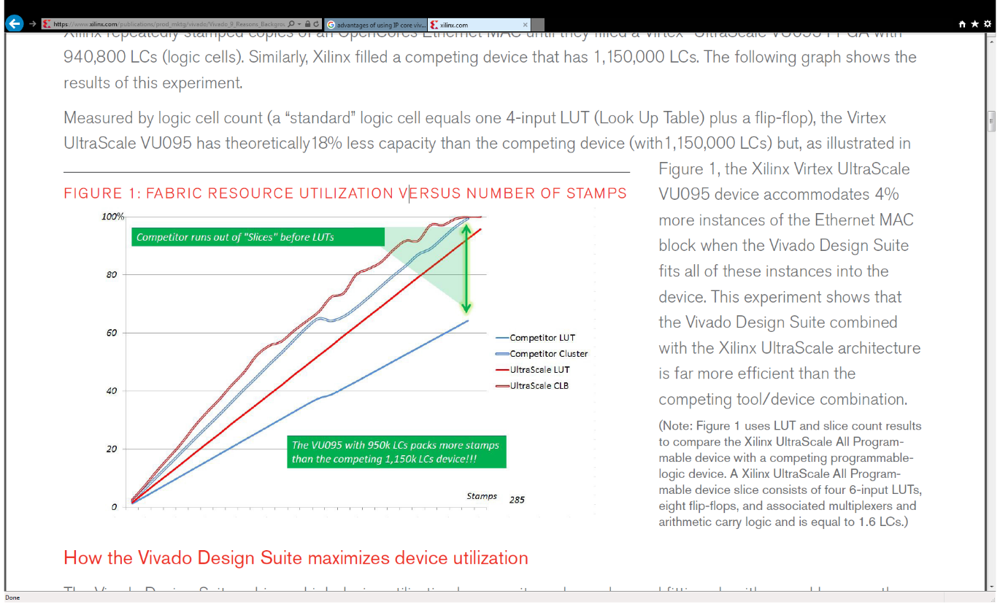 https://www.xilinx.com/publications/prod_mktg/vivado/Vivado_9_Reasons_Backgrou
advantages of using IP core viv...
xilinx.com
Xilinx repeatedly stamped copies of an OpenCores Ethernet MAC until they filled a Virtex UltraScale VU095 FPGA with
940,800 LCs (logic cells). Similarly, Xilinx filled a competing device that has 1,150,000 LCs. The following graph shows the
results of this experiment.
Measured by logic cell count (a “standard” logic cell equals one 4-input LUT (Look Up Table) plus a flip-flop), the Virtex
UltraScale VU095 has theoretically18% less capacity than the competing device (with1,150,000 LCs) but, as illustrated in
Figure 1, the Xilinx Virtex UltraScale
VU095 device accommodates 4%
more instances of the Ethernet MAC
block when the Vivado Design Suite
fits all of these instances into the
device. This experiment shows that
the Vivado Design Suite combined
with the Xilinx UltraScale architecture
is far more efficient than the
competing tool/device combination.
(Note: Figure 1 uses LUT and slice count results
to compare the Xilinx UltraScale All Program-
mable device with a competing programmable-
logic device. A Xilinx UltraScale All Program-
mable device slice consists of four 6-input LUTs,
eight flip-flops, and associated multiplexers and
arithmetic carry logic and is equal to 1.6 LCs.)
FIGURE 1: FABRIC RESOURCE UTILIZATION VERSUS NUMBER OF STAMPS
100%
Competitor runs out of "Slices" before LUTs
80
60
Competitor LUT
Competitor Cluster
UltraScale LUT
UltraScale CLB
40
20
The VU095 with 950k LCs packs more stamps
than the competing 1,150k LCs device!!!
0
Stamps 285
How the Vivado Design Suite maximizes device utilization
Done